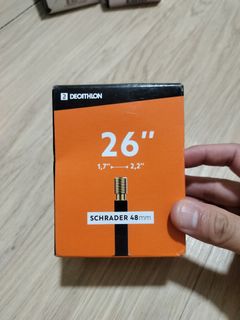 DECATHLON
26"
1,7" 2,2"
SCHRADER 48mm